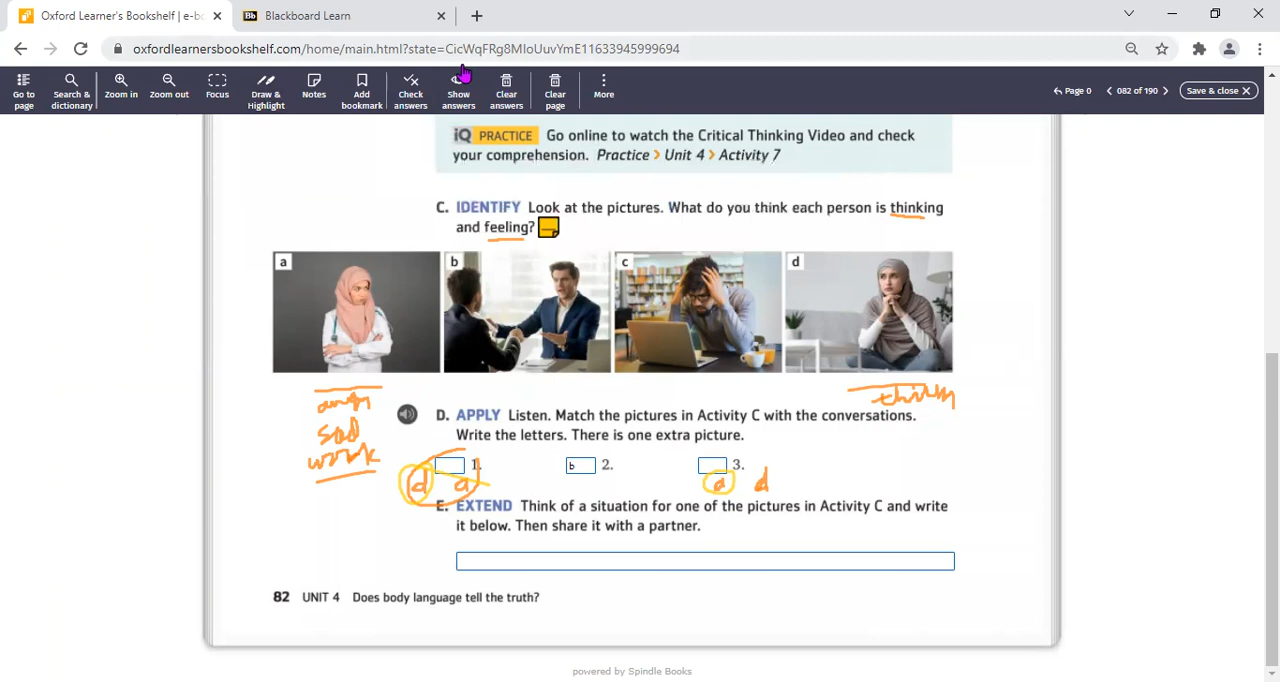 Oxford Learner's Bookshelf | e-bo
Blackboard Learn
oxfordlearnersbookshelf.com/home/main.html?state=CicWqFRg8MloUuvYmE11633945999694
Go to page
Search & dictionary
Zoom in
Zoom out
Focus
Draw & Highlight
Notes
Add bookmark
Check answers
Show answers
Clear answers
Clear page
More
Page 0
082 of 190
Save & close
iQ PRACTICE Go online to watch the Critical Thinking Video and check
your comprehension. Practice > Unit 4 > Activity 7
C. IDENTIFY Look at the pictures. What do you think each person is thinking
and feeling?
a
b
c
d
sad
work
D. APPLY Listen. Match the pictures in Activity C with the conversations.
Write the letters. There is one extra picture.
1. b 2. 3.
d a
a d
E. EXTEND Think of a situation for one of the pictures in Activity C and write
it below. Then share it with a partner.
82 UNIT 4 Does body language tell the truth?
powered by Spindle Books